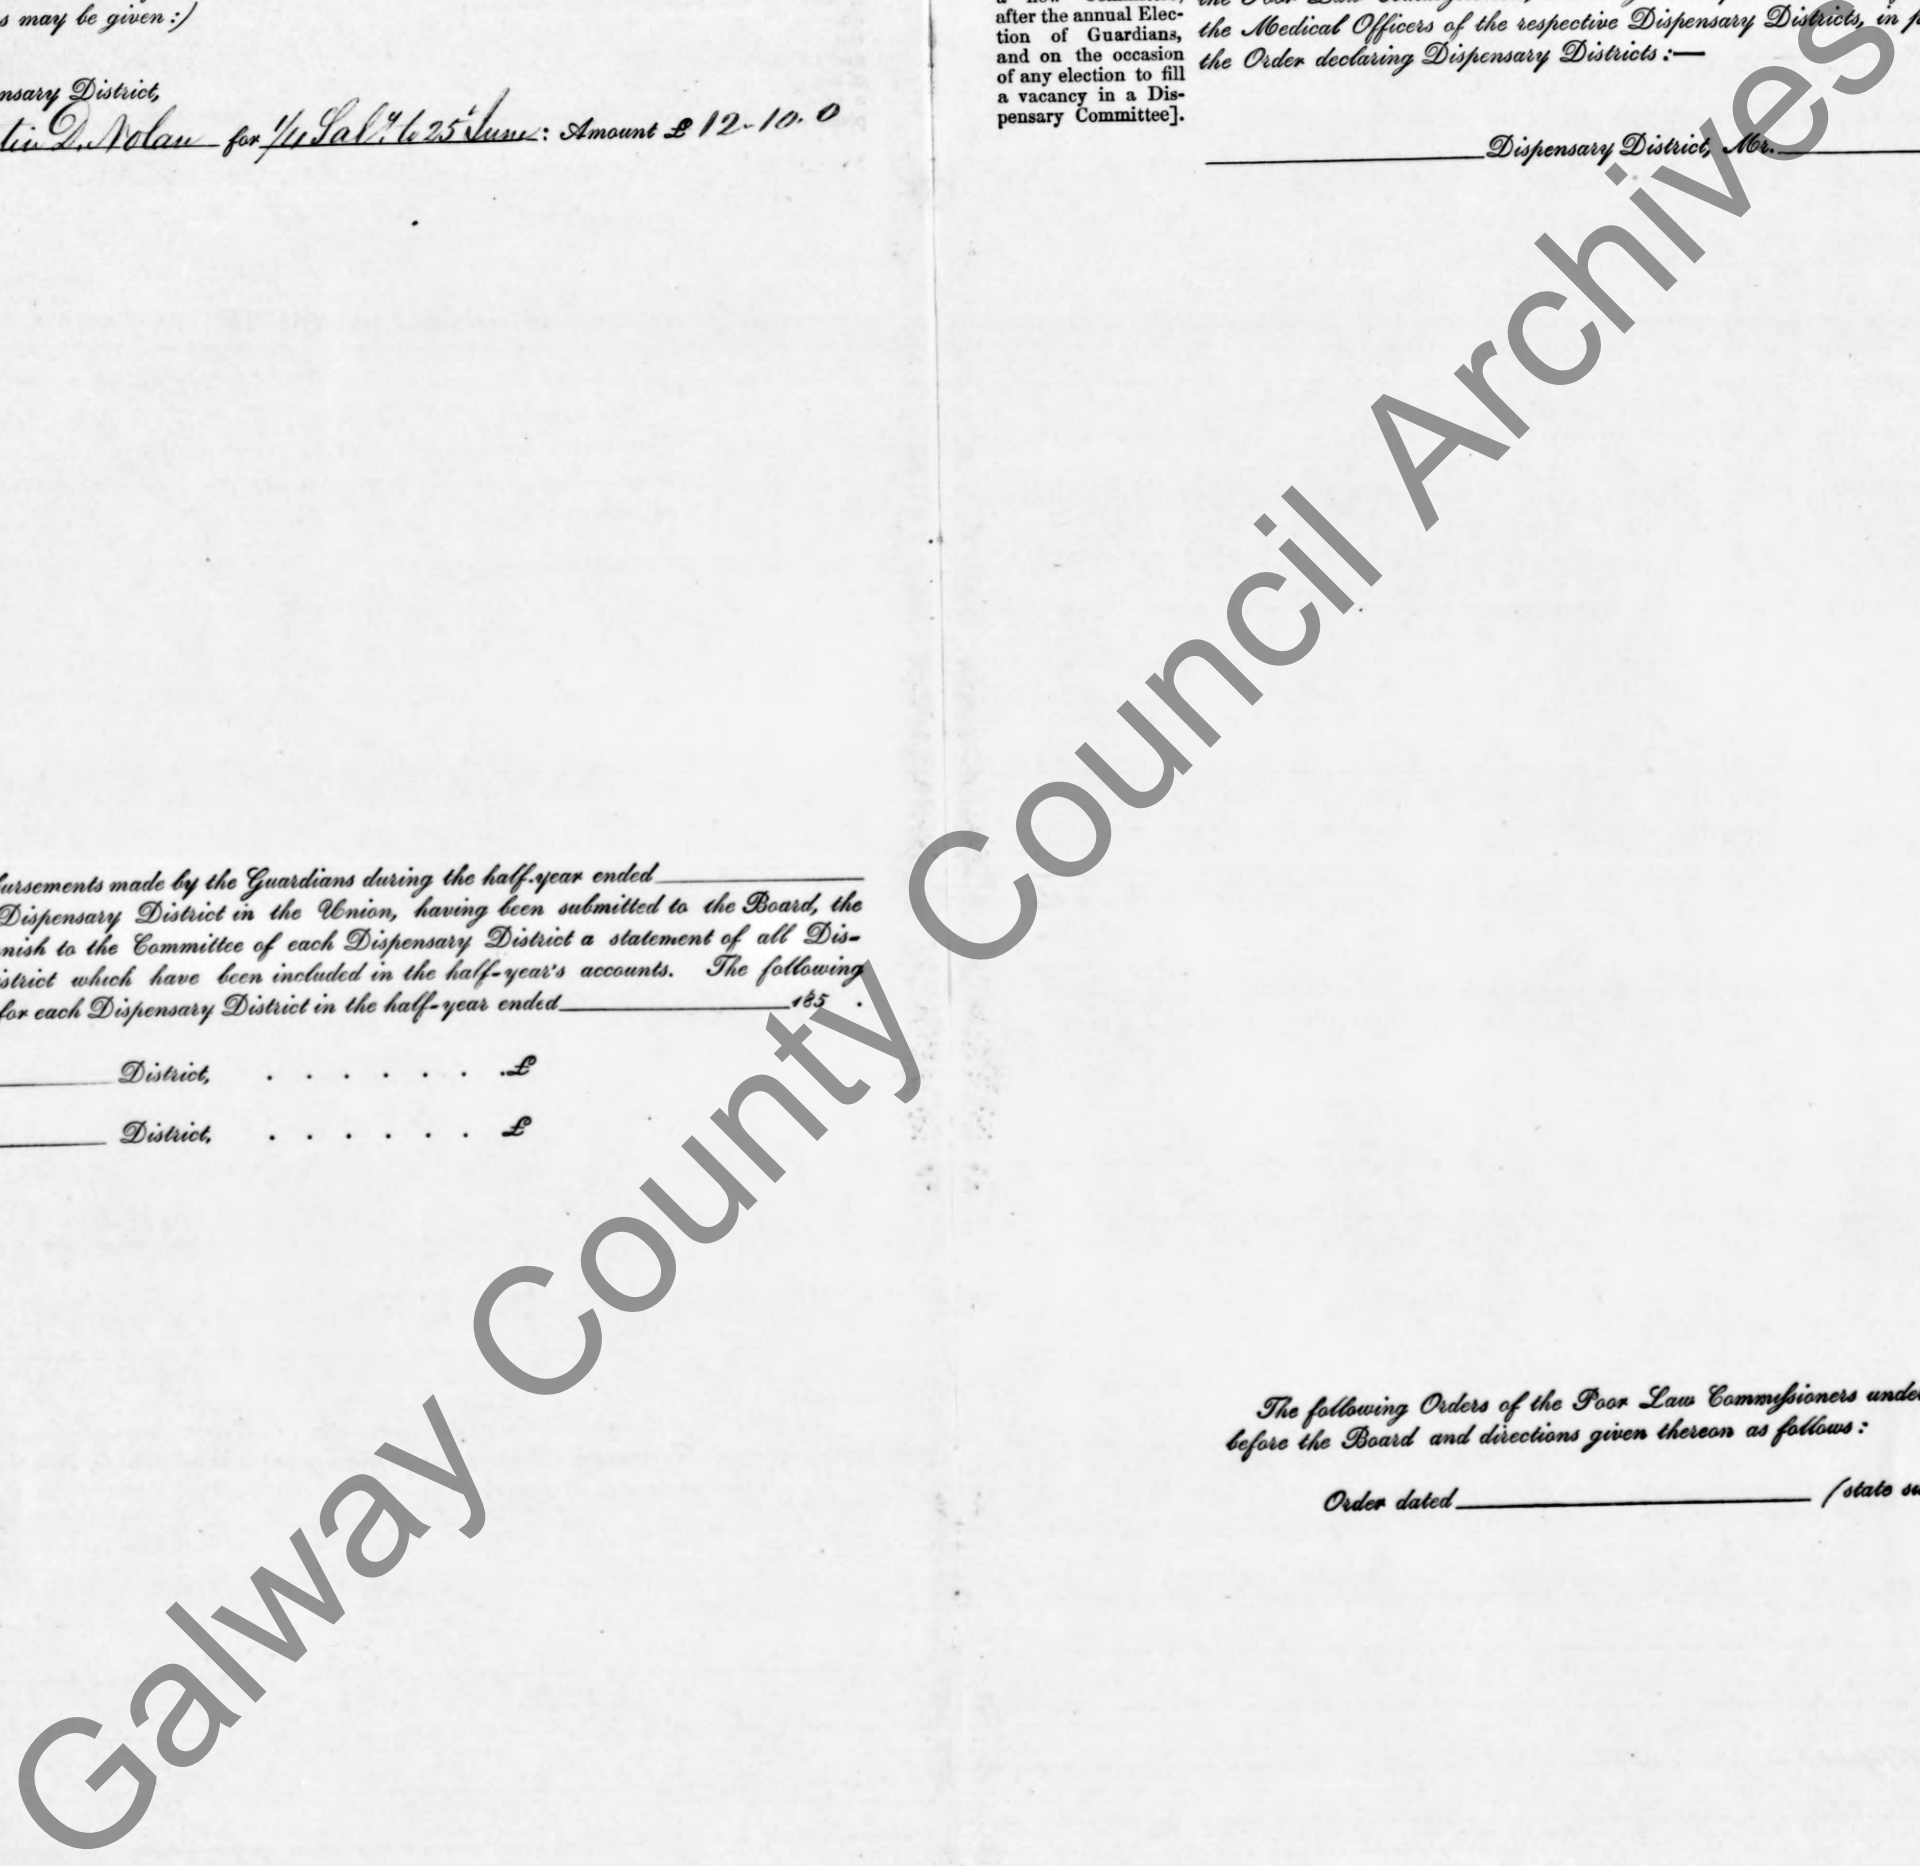 s may be given :)
nsary District,
tin D. Nolan for 1/4 Saly. to 25 June : Amount £ 12-10.0
ursements made by the Guardians during the half-year ended
Dispensary District in the Union, having been submitted to the Board, the
nish to the Committee of each Dispensary District a statement of all Dis-
istrict which have been included in the half-year's accounts. The following
for each Dispensary District in the half-year ended 185 .
District, . . . . . . . £
District, . . . . . . £
after the annual Elec-
tion of Guardians,
and on the occasion
of any election to fill
a vacancy in a Dis-
pensary Committee].
the Medical Officers of the respective Dispensary Districts, in p
the Order declaring Dispensary Districts :—
Dispensary District, Mr.
The following Orders of the Poor Law Commissioners unde
before the Board and directions given thereon as follows :
Order dated (state su
Galway County Council Archives